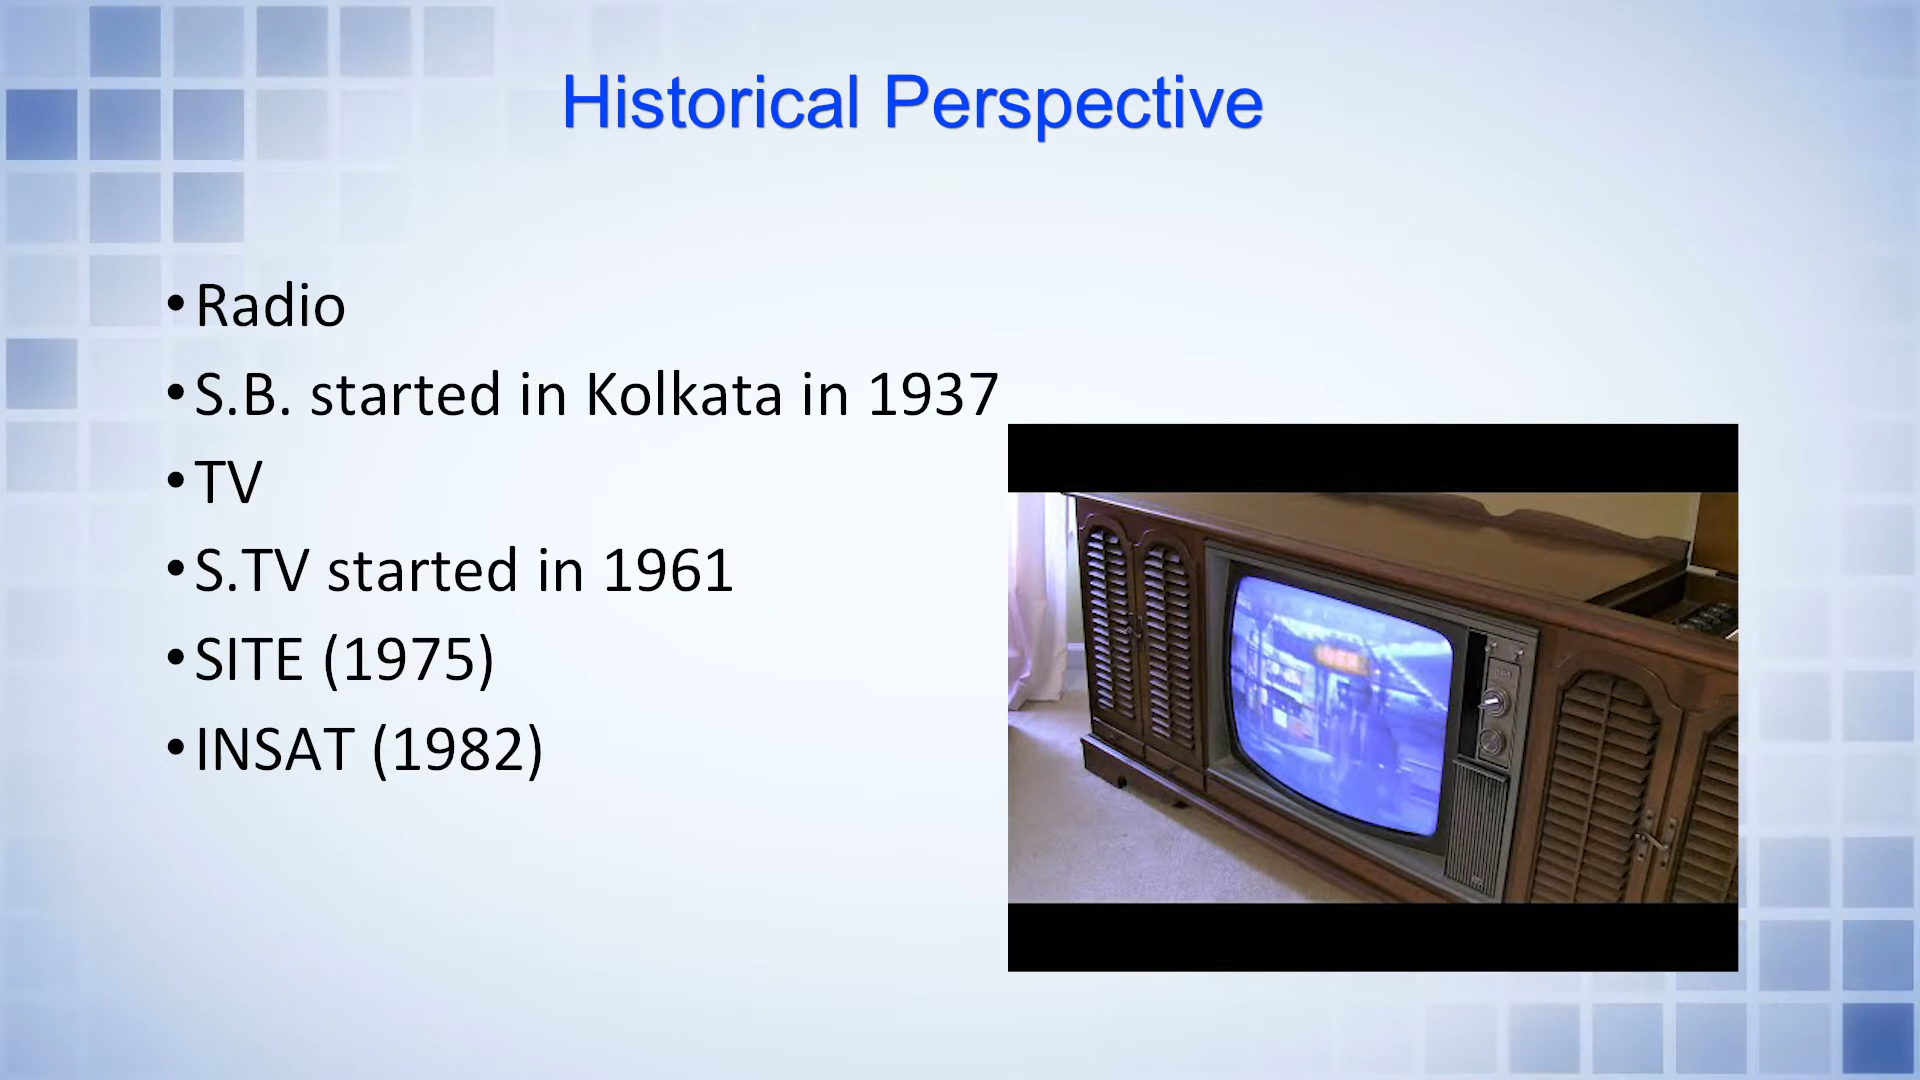 Historical Perspective
• Radio
• S.B. started in Kolkata in 1937
• TV
• S.TV started in 1961
• SITE (1975)
• INSAT (1982)